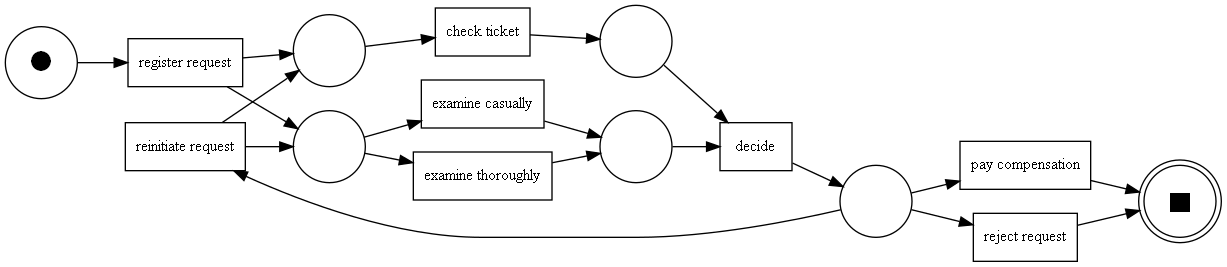 register request
reinitiate request
check ticket
examine casually
examine thoroughly
decide
pay compensation
reject request